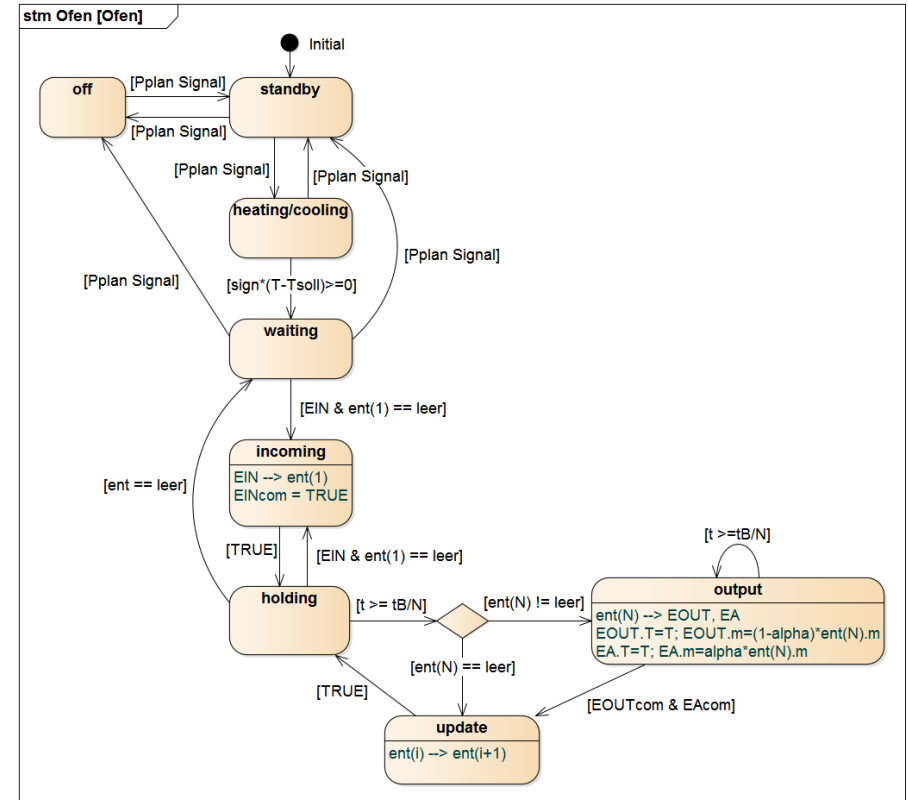 stm Ofen [Ofen]
Initial
off
[Pplan Signal]
standby
[Pplan Signal]
[Pplan Signal]
[Pplan Signal]
heating/cooling
[Pplan Signal]
[Pplan Signal]
[sign*(T-Tsoll)>=0]
waiting
[EIN & ent(1) == leer]
incoming
EIN --> ent(1)
EINcom = TRUE
[ent == leer]
[TRUE]
[EIN & ent(1) == leer]
holding
[t >= tB/N]
[ent(N) != leer]
[t >=tB/N]
output
ent(N) --> EOUT, EA
EOUT.T=T; EOUT.m=(1-alpha)*ent(N).m
EA.T=T; EA.m=alpha*ent(N).m
[ent(N) == leer]
[TRUE]
[EOUTcom & EAcom]
update
ent(i) --> ent(i+1)